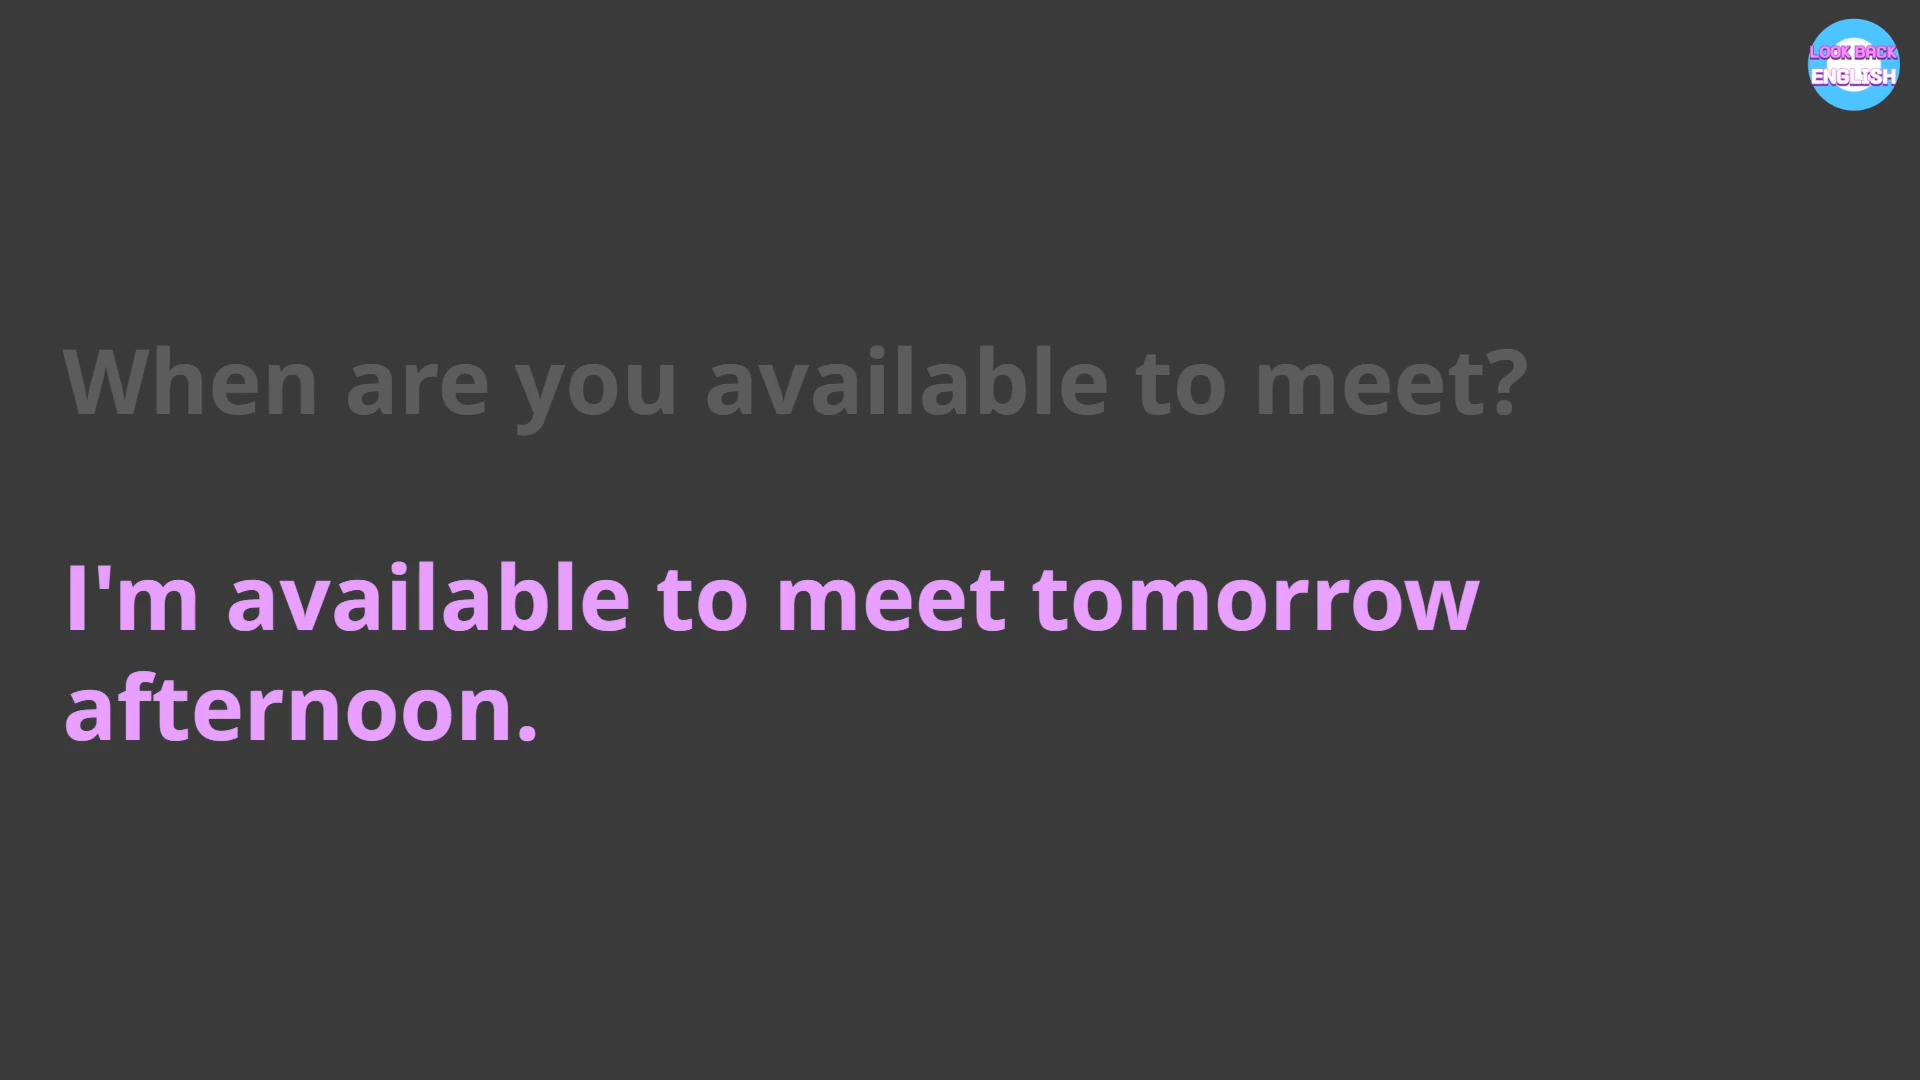 LOOK BACK
ENGLISH
When are you available to meet?
I'm available to meet tomorrow
afternoon.